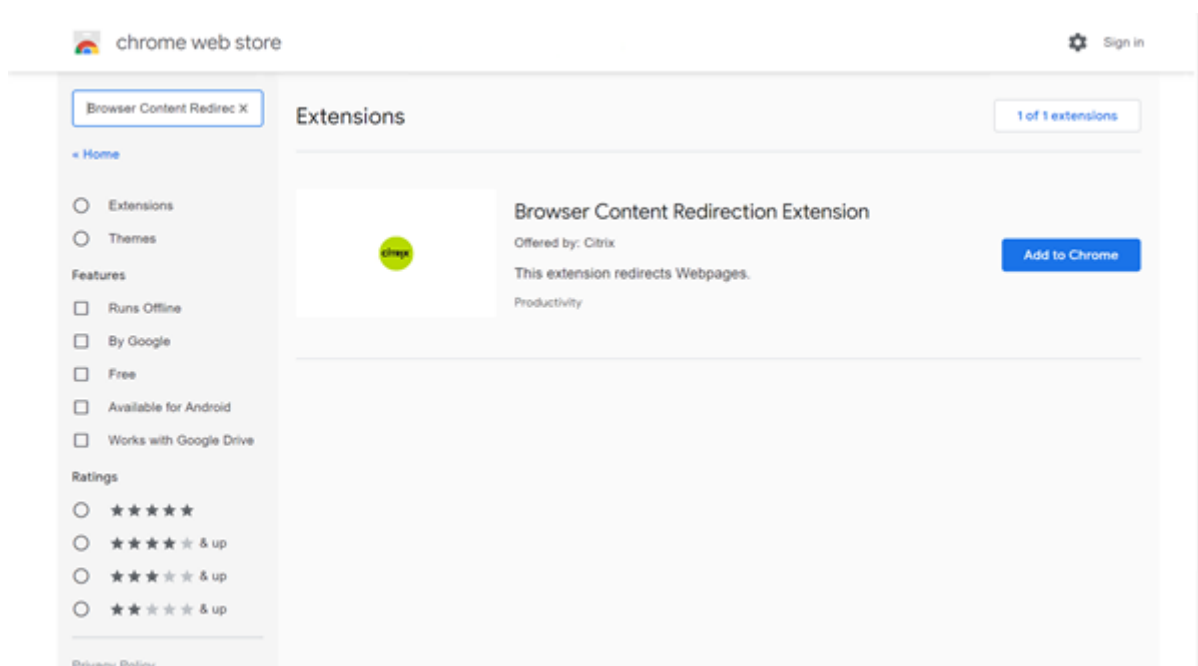 chrome web store
Sign in
Browser Content Redirec ×
« Home
Extensions
Themes
Features
Runs Offline
By Google
Free
Available for Android
Works with Google Drive
Ratings
& up
& up
& up
Privacy Policy
Extensions
1 of 1 extensions
citrix
Browser Content Redirection Extension
Offered by: Citrix
This extension redirects Webpages.
Productivity
Add to Chrome